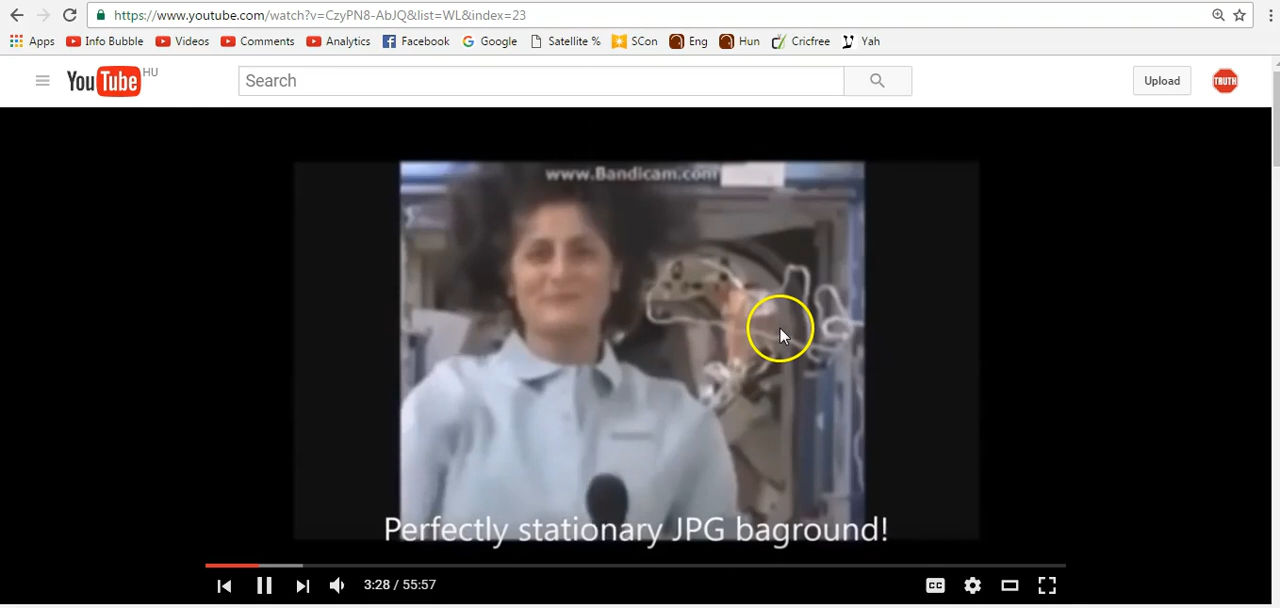 https://www.youtube.com/watch?v=CzyPN8-AbJQ&list=WL&index=23
Apps Info Bubble Videos Comments Analytics Facebook Google Satellite % SCon Eng Hun Cricfree Yah
YouTube HU Search Upload TRUTH
www.Bandicam.com
Perfectly stationary JPG baground!
3:28 / 55:57 CC